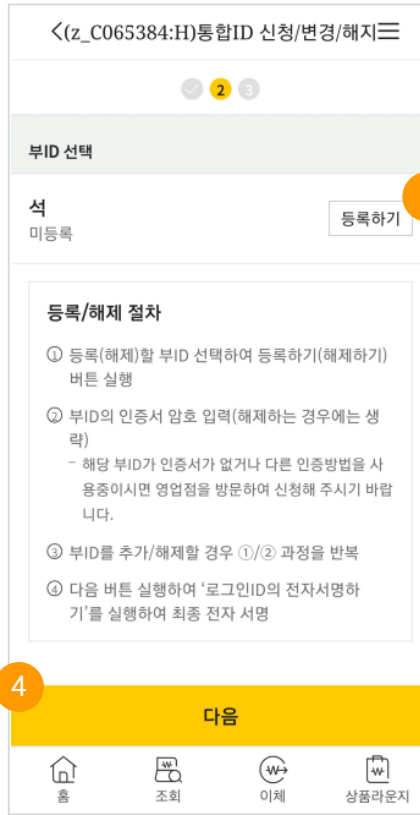 (z_C065384:H)통합ID 신청/변경/해지
2 3
부ID 선택
석
미등록
등록하기
등록/해제 절차
① 등록(해제)할 부ID 선택하여 등록하기(해제하기)
버튼 실행
② 부ID의 인증서 암호 입력(해제하는 경우에는 생
략)
- 해당 부ID가 인증서가 없거나 다른 인증방법을 사
용중이시면 영업점을 방문하여 신청해 주시기 바랍
니다.
③ 부ID를 추가/해제할 경우 ①/② 과정을 반복
④ 다음 버튼 실행하여 ‘로그인ID의 전자서명하
기’를 실행하여 최종 전자 서명
4
다음
홈 조회 이체 상품라운지